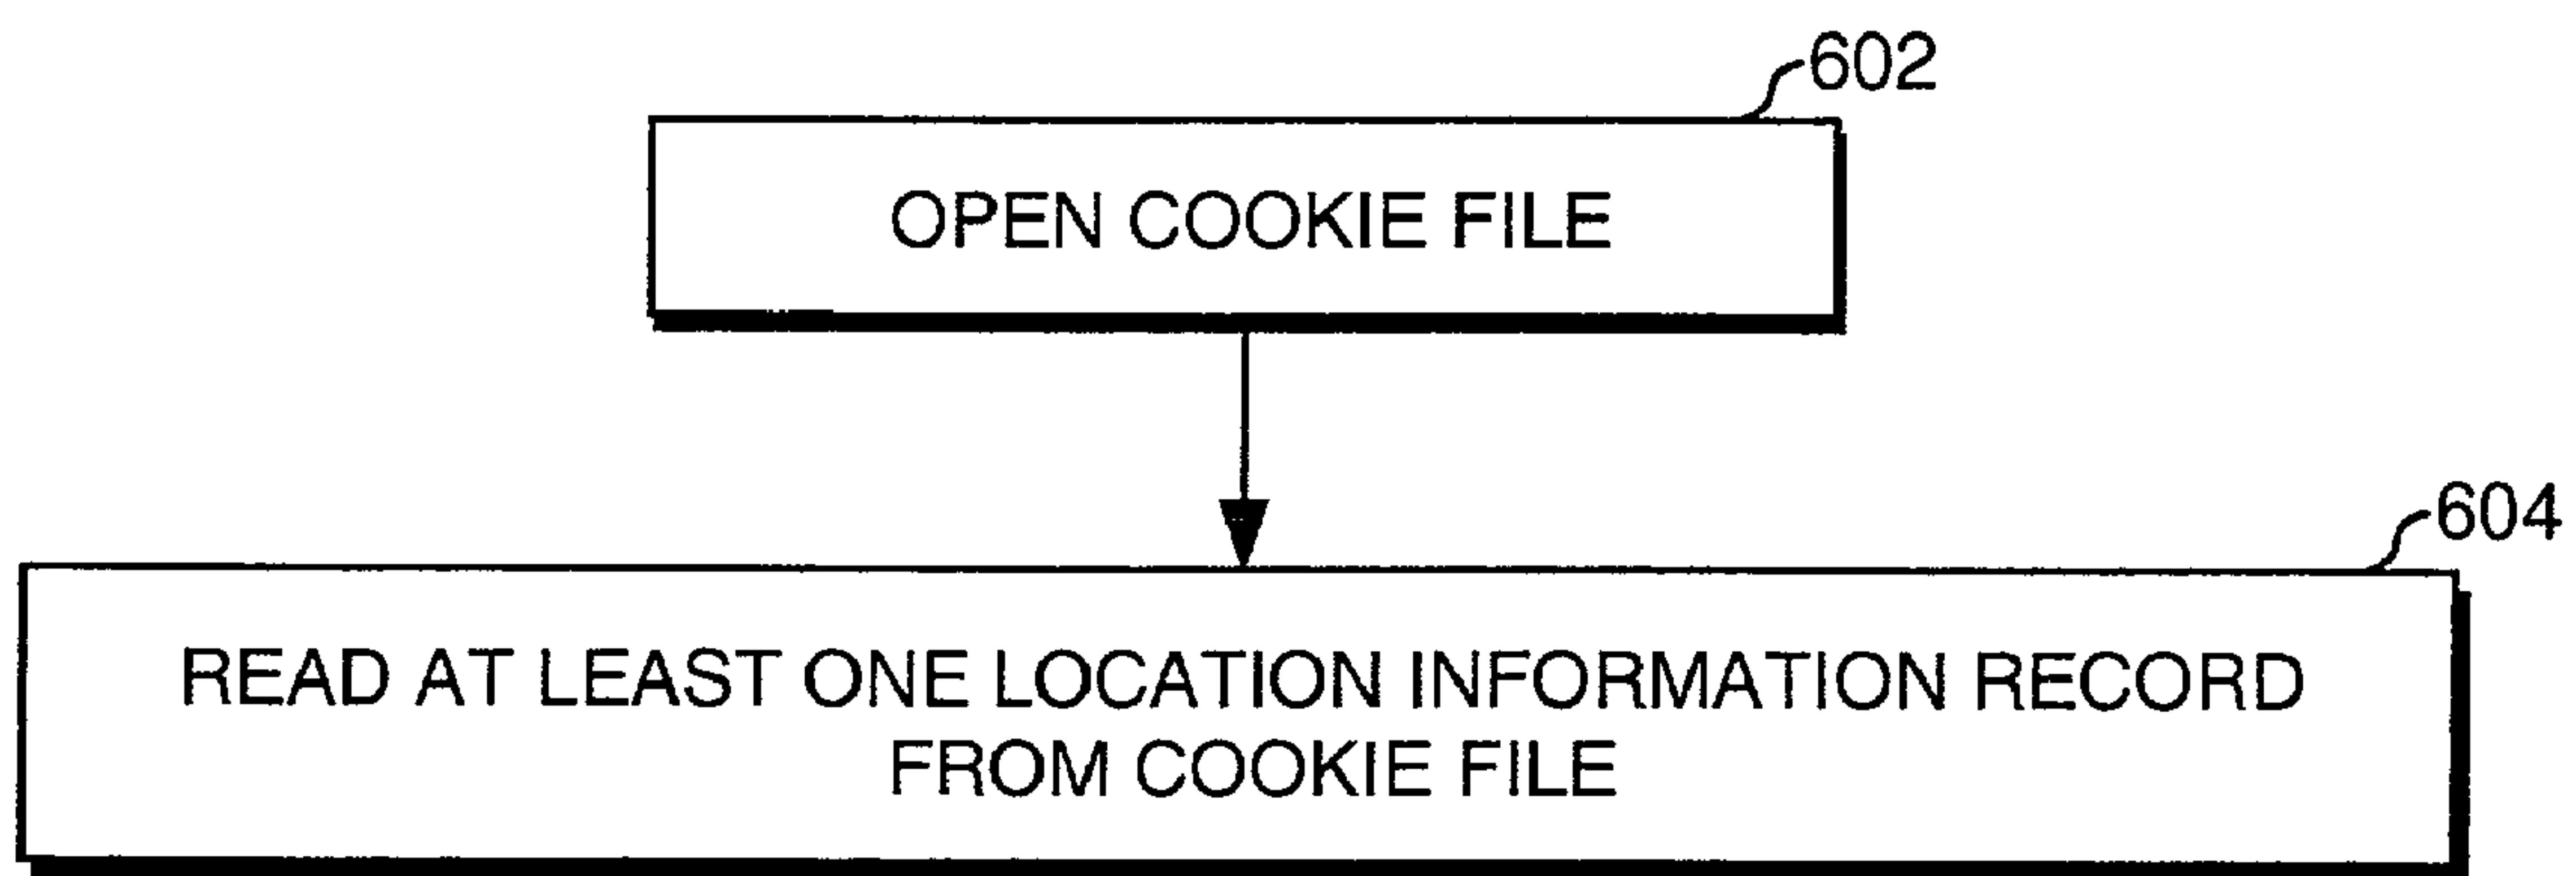 602
OPEN COOKIE FILE
604
READ AT LEAST ONE LOCATION INFORMATION RECORD
FROM COOKIE FILE